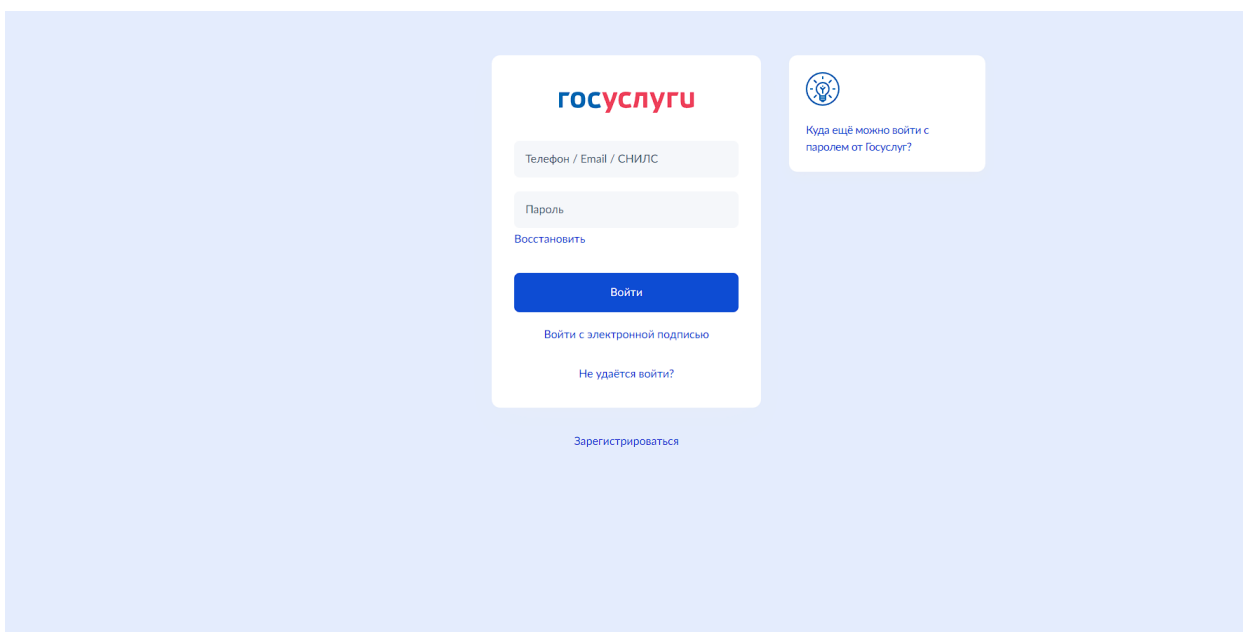 госуслуги
Телефон / Email / СНИЛС
Пароль
Восстановить
Войти
Войти с электронной подписью
Не удаётся войти?
Зарегистрироваться
Куда ещё можно войти с
паролем от Госуслуг?